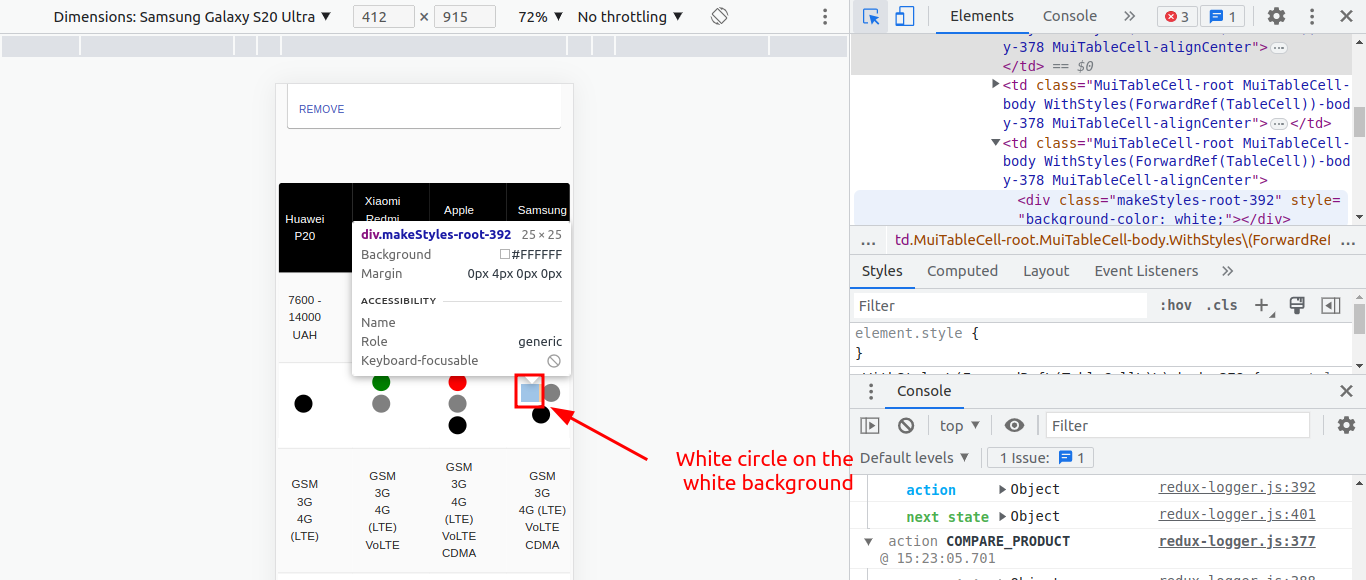 Dimensions: Samsung Galaxy S20 Ultra ▼ 412 × 915 72% ▼ No throttling ▼
Elements Console » 3 1
y-378 MuiTableCell-alignCenter">…
</td> == $0
<td class="MuiTableCell-root MuiTableCell-
body WithStyles(ForwardRef(TableCell))-bod
y-378 MuiTableCell-alignCenter">…</td>
<td class="MuiTableCell-root MuiTableCell-
body WithStyles(ForwardRef(TableCell))-bod
y-378 MuiTableCell-alignCenter">
<div class="makeStyles-root-392" style=
"background-color: white;"></div>
... td.MuiTableCell-root.MuiTableCell-body.WithStyles\(ForwardRef ...
Styles Computed Layout Event Listeners »
Filter :hov .cls +
element.style {
}
Console
top ▼ Filter
Default levels ▼ 1 Issue: 1
action ▶Object redux-logger.js:392
next state ▶Object redux-logger.js:401
▼ action COMPARE_PRODUCT redux-logger.js:377
@ 15:23:05.701
REMOVE
Huawei
P20
Xiaomi
Redmi
Apple
Samsung
div.makeStyles-root-392 25 × 25
Background #FFFFFF
Margin 0px 4px 0px 0px
ACCESSIBILITY
Name
Role generic
Keyboard-focusable
7600 -
14000
UAH
White circle on the
white background
GSM
3G
4G
(LTE)
GSM
3G
4G
(LTE)
VoLTE
GSM
3G
4G
(LTE)
VoLTE
CDMA
GSM
3G
4G (LTE)
VoLTE
CDMA